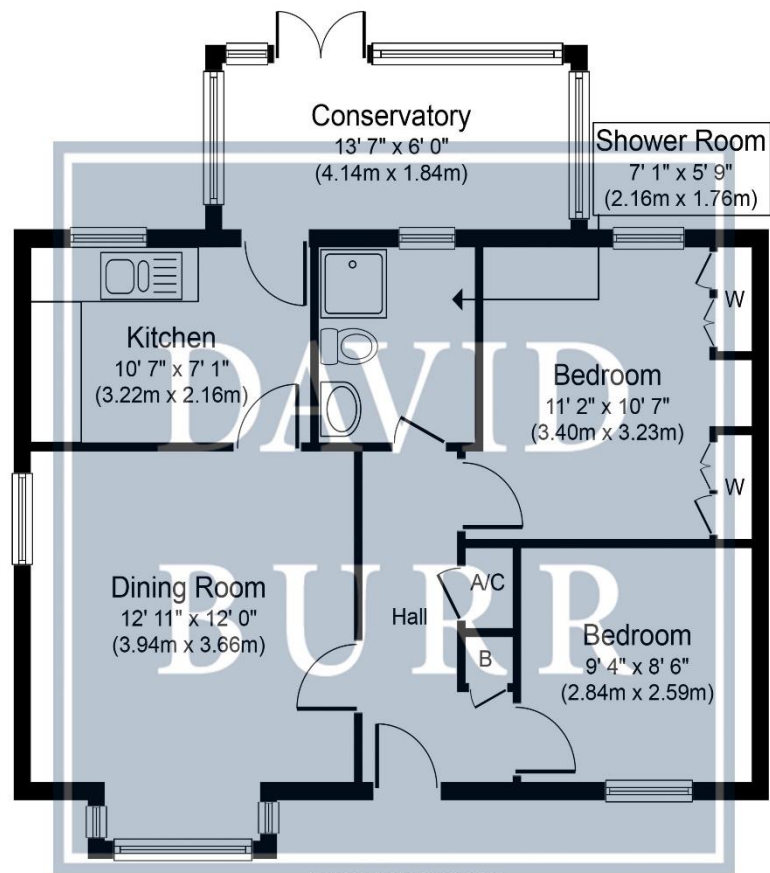 Conservatory
13' 7" x 6' 0"
(4.14m x 1.84m)
Shower Room
7' 1" x 5' 9"
(2.16m x 1.76m)
Kitchen
10' 7" x 7' 1"
(3.22m x 2.16m)
W
Bedroom
11' 2" x 10' 7"
(3.40m x 3.23m)
W
DAVID
BURR
Dining Room
12' 11" x 12' 0"
(3.94m x 3.66m)
Hall
A/C
B
Bedroom
9' 4" x 8' 6"
(2.84m x 2.59m)